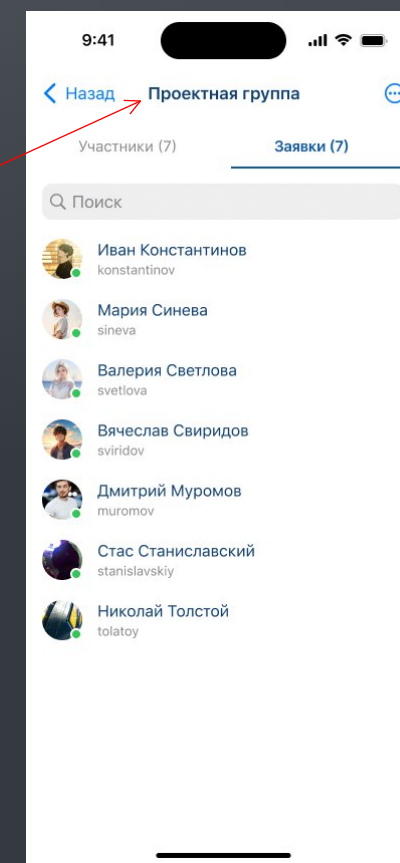 9:41
Назад Проектная группа
Участники (7) Заявки (7)
Поиск
Иван Константинов
konstantinov
Мария Синева
sineva
Валерия Светлова
svetlova
Вячеслав Свиридов
sviridov
Дмитрий Муромов
muromov
Стас Станиславский
stanislavskiy
Николай Толстой
tolatoy